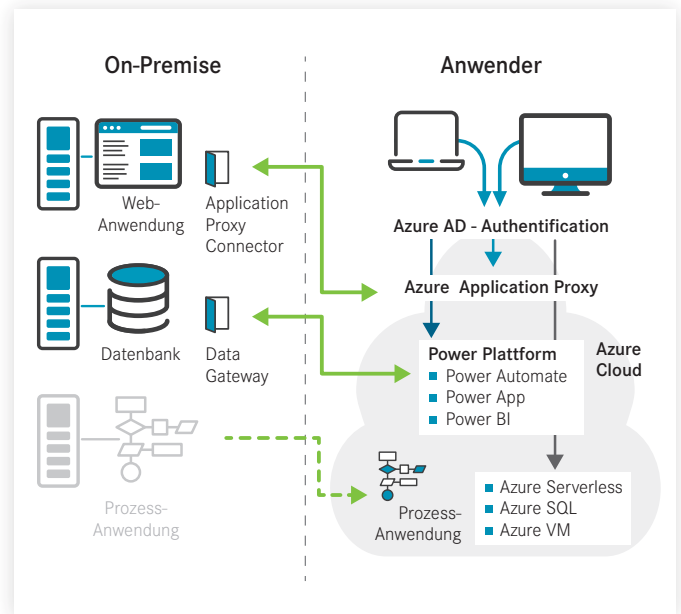 On-Premise
Anwender
Web-
Anwendung
Application
Proxy
Connector
Azure AD - Authentification
Azure Application Proxy
Datenbank
Data
Gateway
Power Plattform
Power Automate
Power App
Power BI
Azure
Cloud
Prozess-
Anwendung
Prozess-
Anwendung
Azure Serverless
Azure SQL
Azure VM